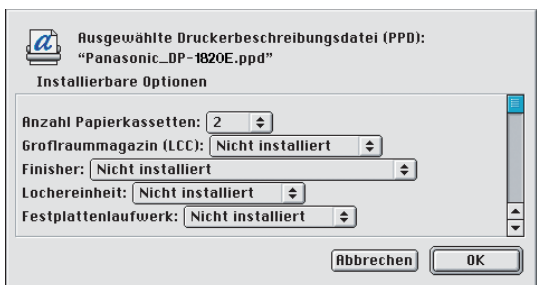 Ausgewählte Druckerbeschreibungsdatei (PPD):
“Panasonic_DP-1820E.ppd”
Installierbare Optionen
Anzahl Papierkassetten: 2
Groflraummagazin (LCC): Nicht installiert
Finisher: Nicht installiert
Lochereinheit: Nicht installiert
Festplattenlaufwerk: Nicht installiert
Abbrechen OK